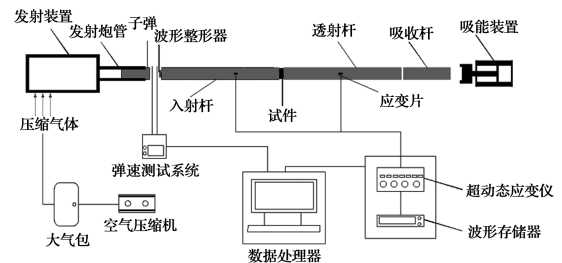 发射装置
发射炮管
子弹
波形整形器
透射杆
吸收杆
吸能装置
入射杆
试件
应变片
压缩气体
弹速测试系统
超动态应变仪
大气包
空气压缩机
数据处理器
波形存储器